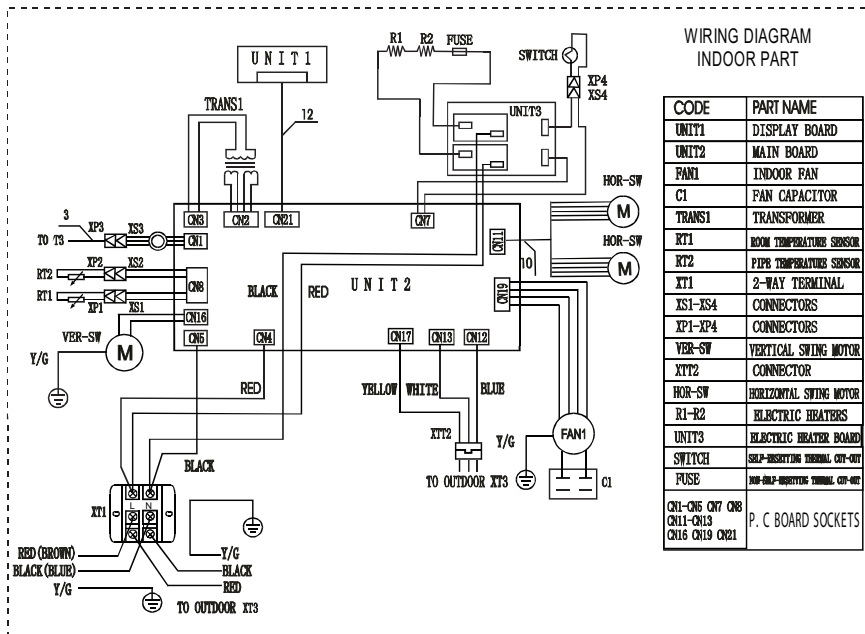 WIRING DIAGRAM
INDOOR PART
R1 R2 FUSE
SWITCH
XP4
XS4
UNIT1
TRANS1
12
UNIT3
HOR-SW
M
HOR-SW
M
3
TO T3
XP3 XS3
CN3 CN2 CN21 CN7
CN1
CN11
10
RT2 XP2 XS2
CN8
RT1
XP1 XS1
CN16
CN5
BLACK RED
UNIT2
CN19
VER-SW
M
Y/G
CN4 CN17 CN13 CN12
RED
YELLOW WHITE BLUE
BLACK
XTT2
Y/G
FAN1
TO OUTDOOR XT3
C1
XT1
L N
RED(BROWN)
BLACK(BLUE)
Y/G
Y/G
BLACK
RED
TO OUTDOOR XT3
CODE PART NAME
UNIT1 DISPLAY BOARD
UNIT2 MAIN BOARD
FAN1 INDOOR FAN
C1 FAN CAPACITOR
TRANS1 TRANSFORMER
RT1 ROOM TEMPERATURE SENSOR
RT2 PIPE TEMPERATURE SENSOR
XT1 2-WAY TERMINAL
XS1-XS4 CONNECTORS
XP1-XP4 CONNECTORS
VER-SW VERTICAL SWING MOTOR
XTT2 CONNECTOR
HOR-SW HORIZONTAL SWING MOTOR
R1-R2 ELECTRIC HEATERS
UNIT3 ELECTRIC HEATER BOARD
SWITCH SELF-RESETTING THERMAL CUT-OUT
FUSE NON-SELF-RESETTING THERMAL CUT-OUT
CN1-CN5 CN7 CN8
CN11-CN13
CN16 CN19 CN21
P. C BOARD SOCKETS